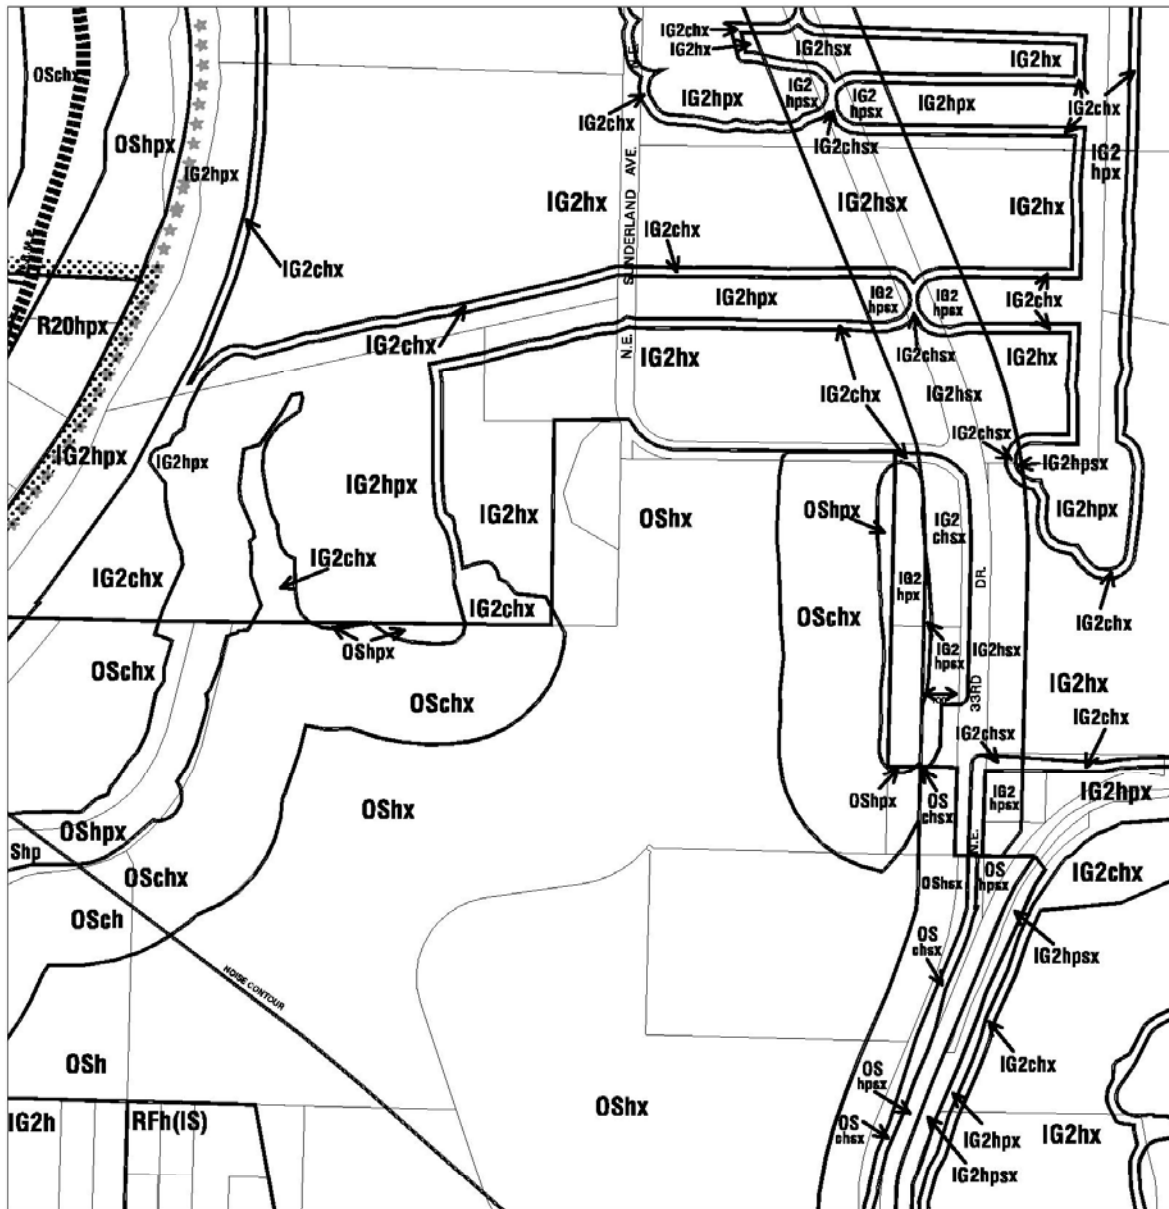 IG2chx
IG2hx
IG2hsx
IG2hx
OSchx
IG2hpx
IG2
hpsx
IG2
hpsx
IG2hpx
IG2chx
IG2chx
OShpx
IG2chsx
IG2
hpx
IG2hpx
N.E. SUNDERLAND AVE.
IG2hx
IG2hsx
IG2hx
IG2chx
IG2chx
IG2hpx
IG2
hpsx
IG2
hpsx
IG2chx
R20hpx
IG2chx
IG2chsx
IG2hx
IG2hx
IG2chx
IG2hsx
IG2chsx
IG2hpx
IG2hpx
IG2hpsx
IG2hpx
OShpx
IG2hpx
IG2hx
OShx
IG2
chsx
IG2chx
IG2chx
IG2
hpx
IG2chx
OSchx
IG2chx
OShpx
IG2
hpsx
IG2hsx
OSchx
OSchx
IG2hx
N.E. 33RD DR.
IG2chx
IG2chsx
OShpx
OS
chsx
IG2
hpsx
IG2hpx
OShx
OShpx
Shp
OSchx
OShsx
OS
hpsx
IG2chx
OSch
OS
chsx
IG2hpsx
NOISE CONTOUR
OSh
IG2chx
OS
hpsx
OShx
OS
chsx
IG2h
RFh(IS)
IG2hpx
IG2hx
IG2hpsx